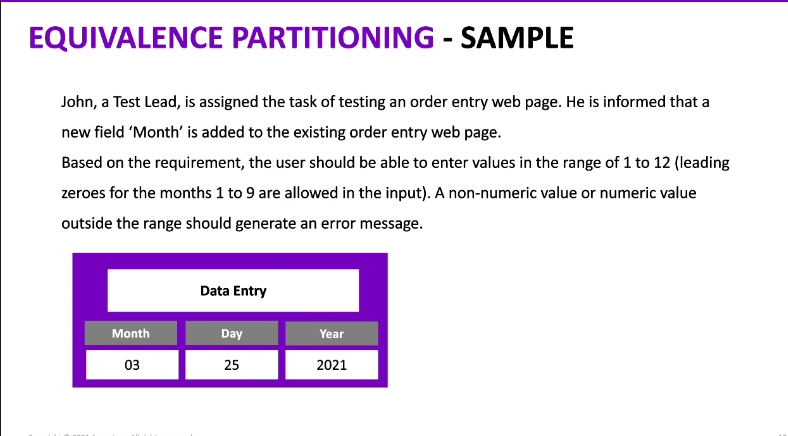 EQUIVALENCE PARTITIONING - SAMPLE
John, a Test Lead, is assigned the task of testing an order entry web page. He is informed that a
new field ‘Month’ is added to the existing order entry web page.
Based on the requirement, the user should be able to enter values in the range of 1 to 12 (leading
zeroes for the months 1 to 9 are allowed in the input). A non-numeric value or numeric value
outside the range should generate an error message.
Data Entry
Month Day Year
03 25 2021